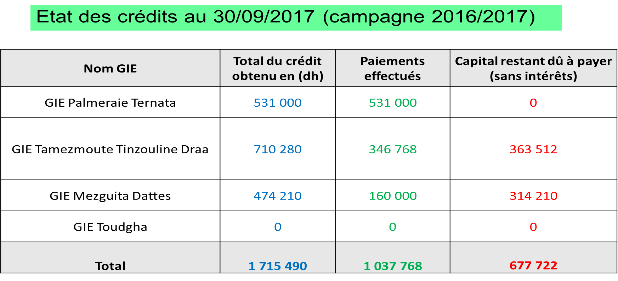 Etat des crédits au 30/09/2017 (campagne 2016/2017)
Nom GIE
Total du crédit
obtenu en (dh)
Paiements
effectués
Capital restant dû à payer
(sans intérêts)
GIE Palmeraie Ternata 531 000 531 000 0
GIE Tamezmoute Tinzouline Draa 710 280 346 768 363 512
GIE Mezguita Dattes 474 210 160 000 314 210
GIE Toudgha 0 0 0
Total 1 715 490 1 037 768 677 722